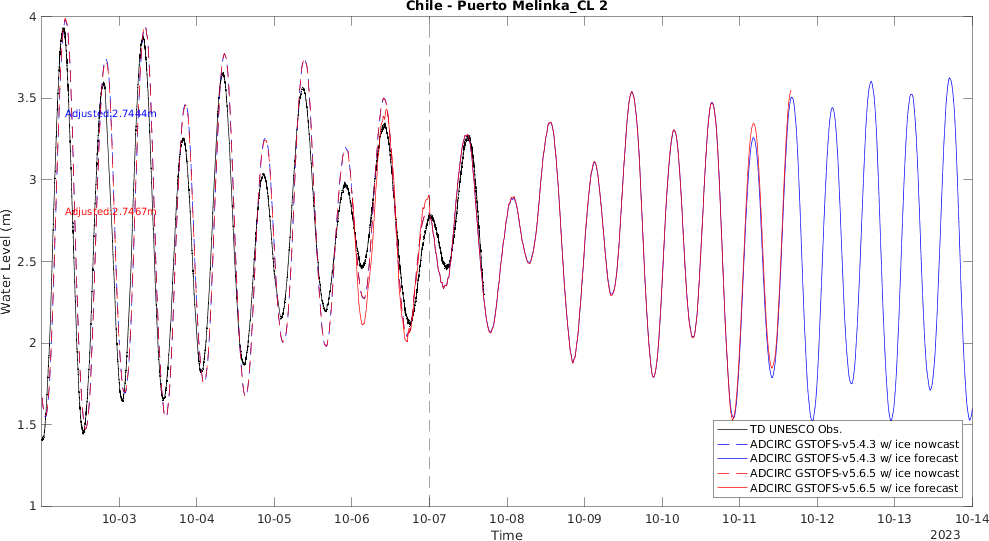 Chile - Puerto Melinka_CL 2
4
3.5
3
2.5
2
1.5
1
Water Level (m)
Adjusted:2.7444m
Adjusted:2.7467m
TD UNESCO Obs.
ADCIRC GSTOFS-v5.4.3 w/ ice nowcast
ADCIRC GSTOFS-v5.4.3 w/ ice forecast
ADCIRC GSTOFS-v5.6.5 w/ ice nowcast
ADCIRC GSTOFS-v5.6.5 w/ ice forecast
10-03 10-04 10-05 10-06 10-07 10-08 10-09 10-10 10-11 10-12 10-13 10-14
Time
2023